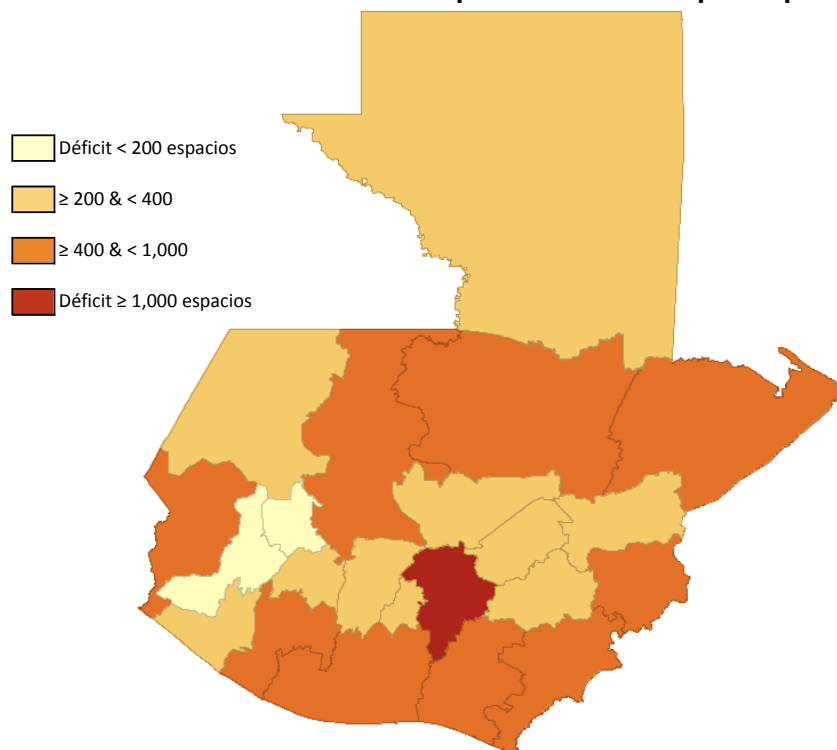 Déficit < 200 espacios
≥ 200 & < 400
≥ 400 & < 1,000
Déficit ≥ 1,000 espacios